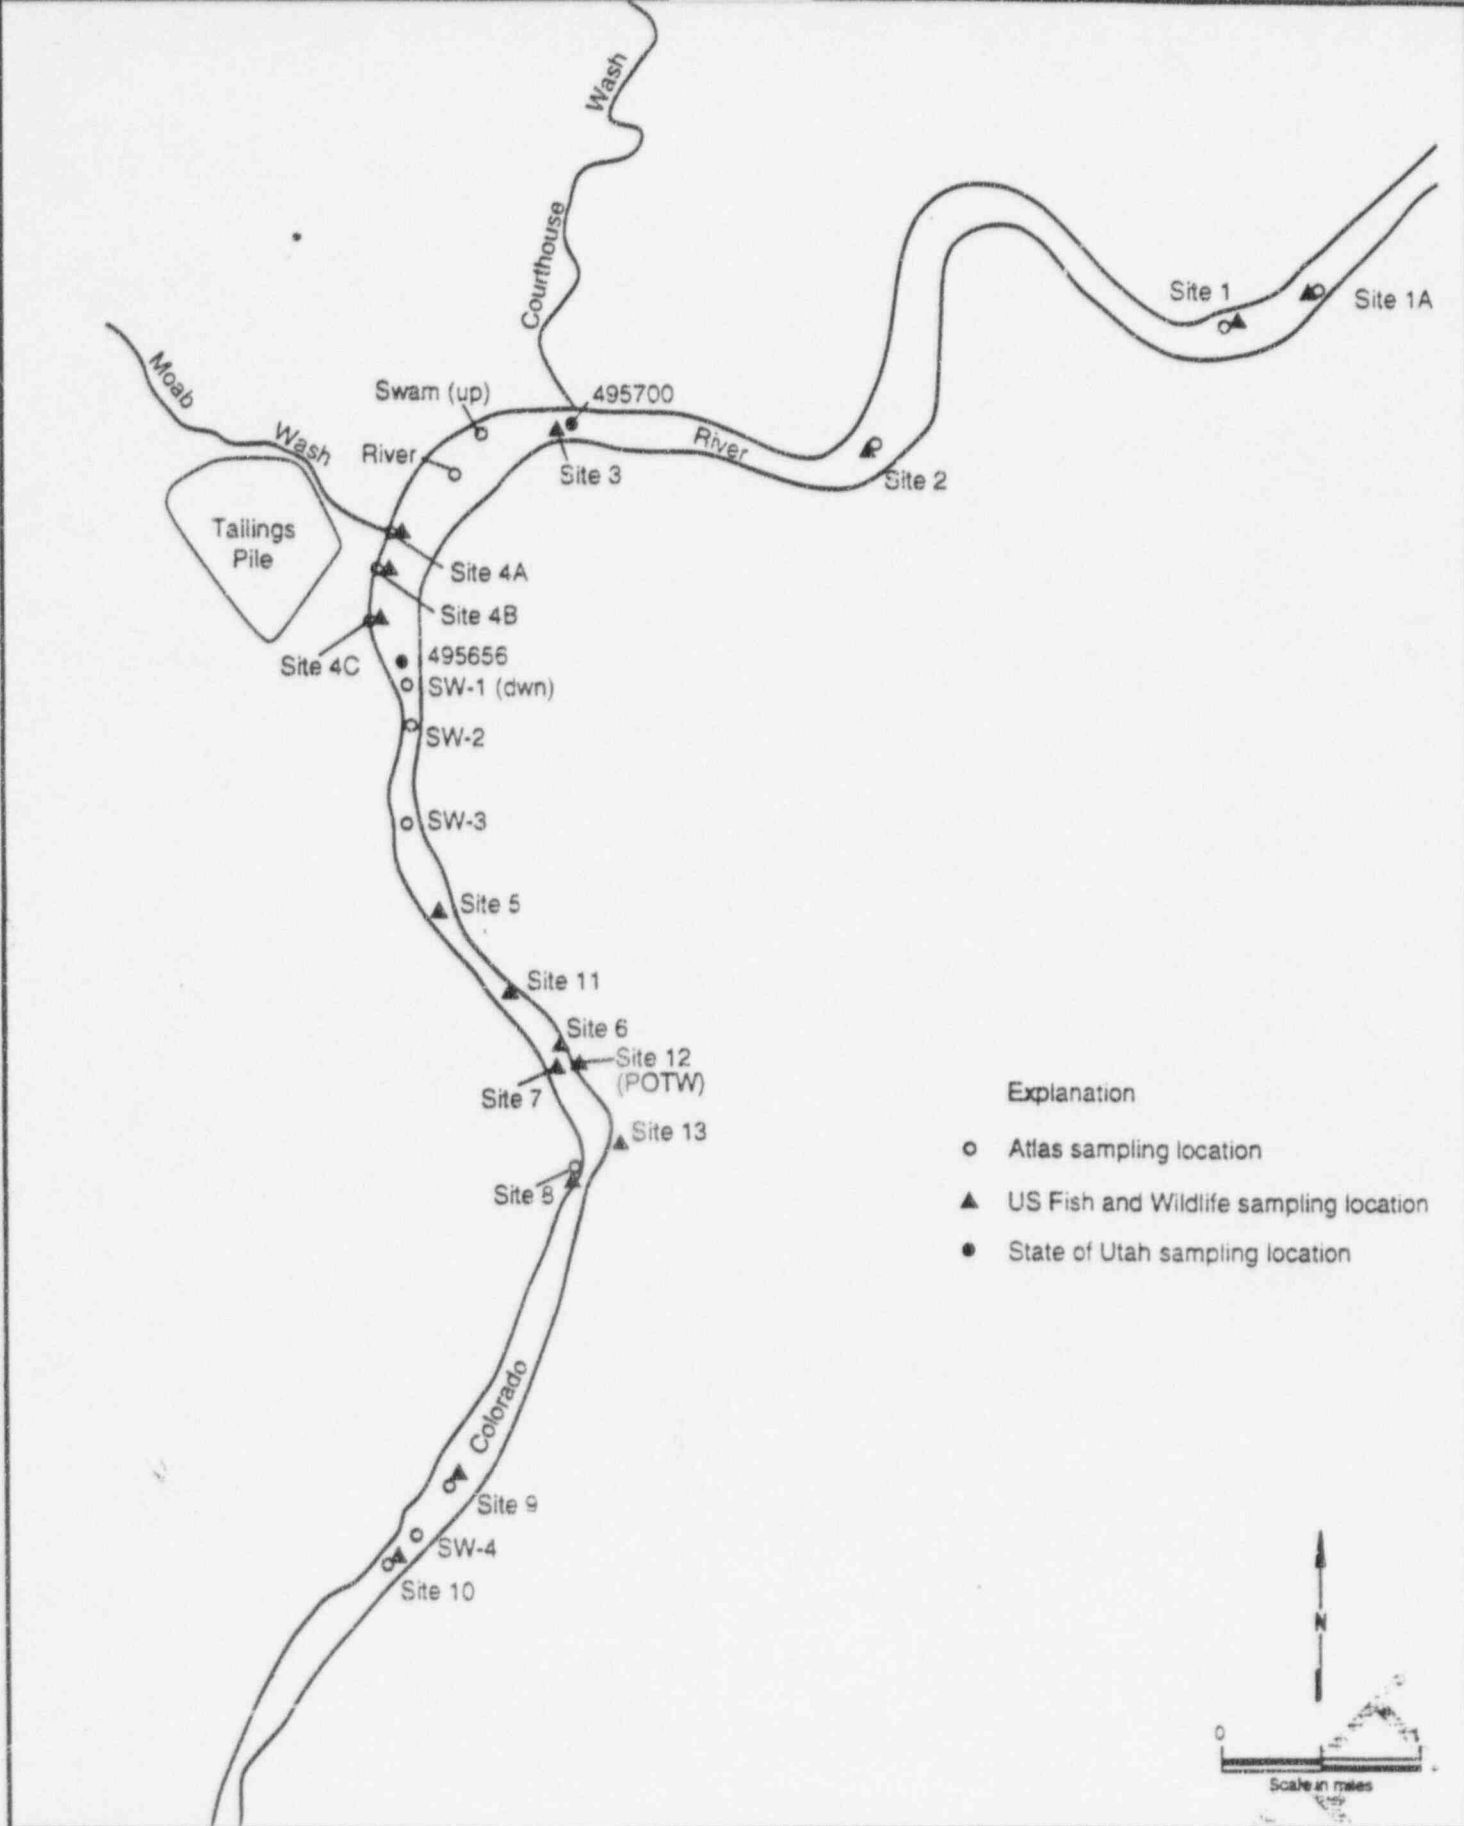 Wash
Courthouse
Site 1
Site 1A
Moab
Wash
Swam (up)
495700
River
River
Site 3
Site 2
Tailings
Pile
Site 4A
Site 4B
Site 4C
495656
SW-1 (dwn)
SW-2
SW-3
Site 5
Site 11
Site 6
Site 12
(POTW)
Site 7
Site 13
Site 8
Explanation
Atlas sampling location
US Fish and Wildlife sampling location
State of Utah sampling location
Colorado
Site 9
SW-4
Site 10
N
0
Scale in miles